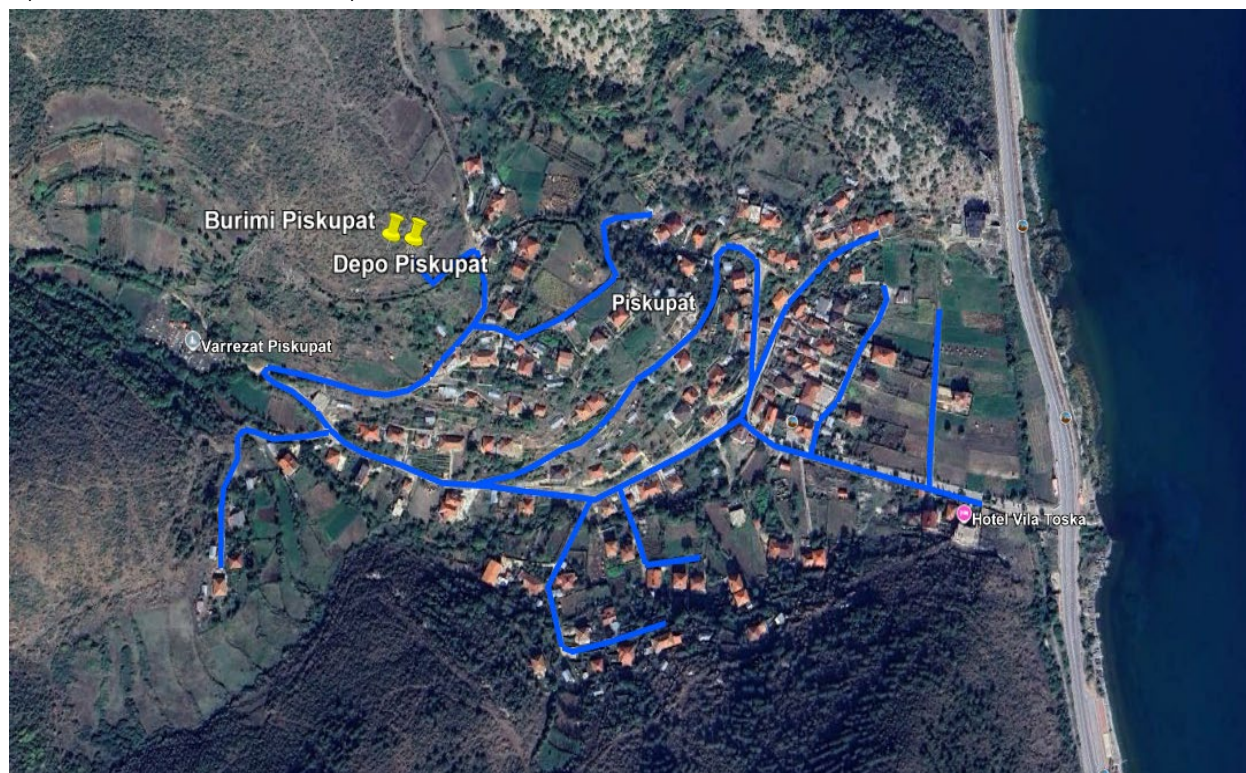 Burimi Piskupat
Depo Piskupat
Piskupat
Varrezat Piskupat
Hotel Vila Toska